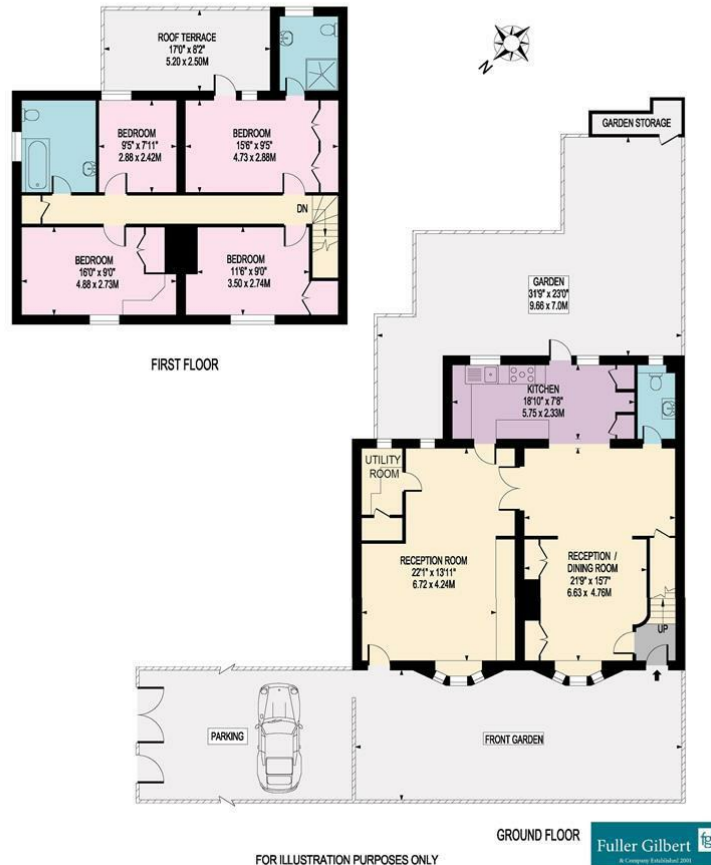 ROOF TERRACE
17'0" x 8'2"
5.20 x 2.50M
N
BEDROOM
9'5" x 7'11"
2.88 x 2.42M
BEDROOM
15'6" x 9'5"
4.73 x 2.88M
DN
BEDROOM
16'0" x 9'0"
4.88 x 2.73M
BEDROOM
11'6" x 9'0"
3.50 x 2.74M
FIRST FLOOR
GARDEN STORAGE
GARDEN
31'9" x 23'0"
9.66 x 7.0M
KITCHEN
18'10" x 7'8"
5.75 x 2.33M
UTILITY
ROOM
RECEPTION ROOM
22'1" x 13'11"
6.72 x 4.24M
RECEPTION /
DINING ROOM
21'9" x 15'7"
6.63 x 4.76M
UP
PARKING
FRONT GARDEN
GROUND FLOOR
Fuller Gilbert
& Company Established 2001
fg
FOR ILLUSTRATION PURPOSES ONLY